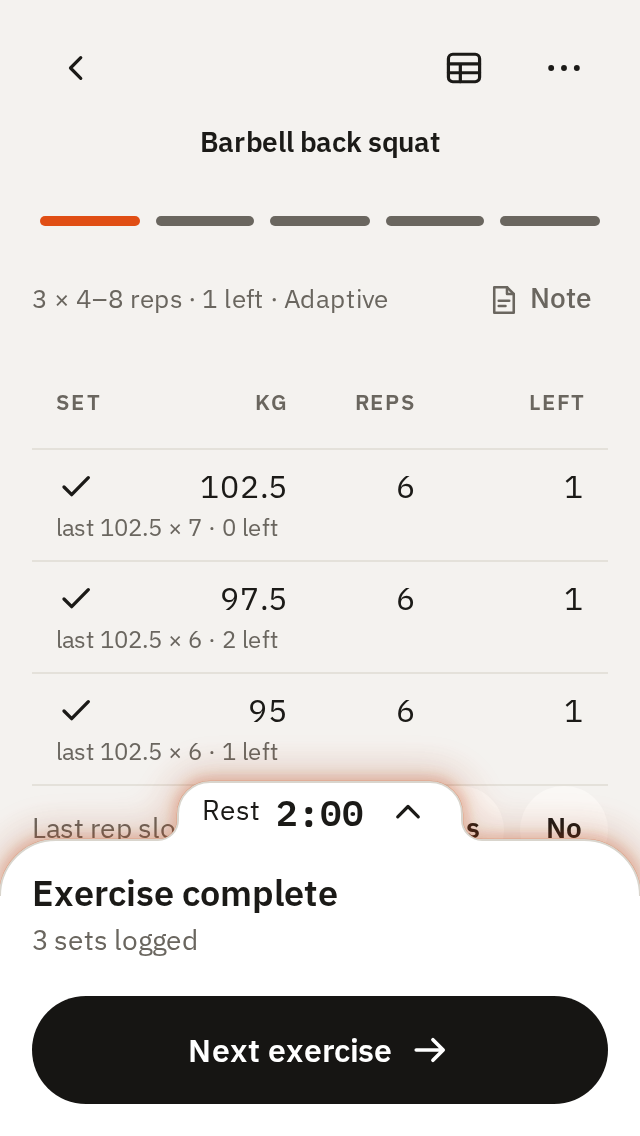 Barbell back squat
3 × 4–8 reps · 1 left · Adaptive
Note
SET KG REPS LEFT
102.5 6 1
last 102.5 × 7 · 0 left
97.5 6 1
last 102.5 × 6 · 2 left
95 6 1
last 102.5 × 6 · 1 left
Last rep
No
Rest 2:00
Exercise complete
3 sets logged
Next exercise